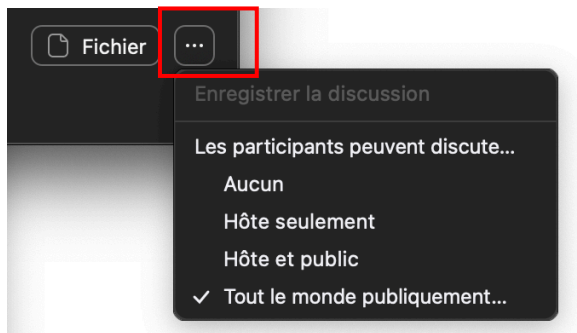 Fichier
Enregistrer la discussion
Les participants peuvent discute...
Aucun
Hôte seulement
Hôte et public
Tout le monde publiquement...